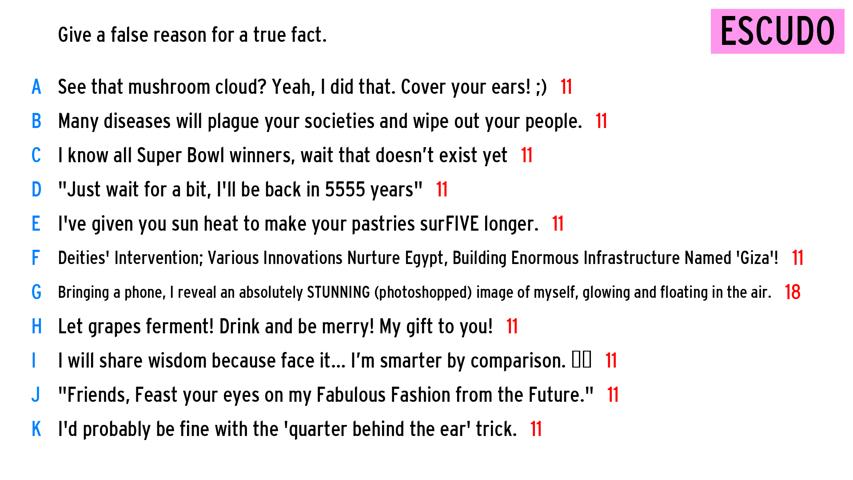 Give a false reason for a true fact.
ESCUDO
A See that mushroom cloud? Yeah, I did that. Cover your ears! ;) 11
B Many diseases will plague your societies and wipe out your people. 11
C I know all Super Bowl winners, wait that doesn’t exist yet 11
D "Just wait for a bit, I'll be back in 5555 years" 11
E I've given you sun heat to make your pastries surFIVE longer. 11
F Deities' Intervention; Various Innovations Nurture Egypt, Building Enormous Infrastructure Named 'Giza'! 11
G Bringing a phone, I reveal an absolutely STUNNING (photoshopped) image of myself, glowing and floating in the air. 18
H Let grapes ferment! Drink and be merry! My gift to you! 11
I I will share wisdom because face it... I’m smarter by comparison. 11
J "Friends, Feast your eyes on my Fabulous Fashion from the Future." 11
K I'd probably be fine with the 'quarter behind the ear' trick. 11